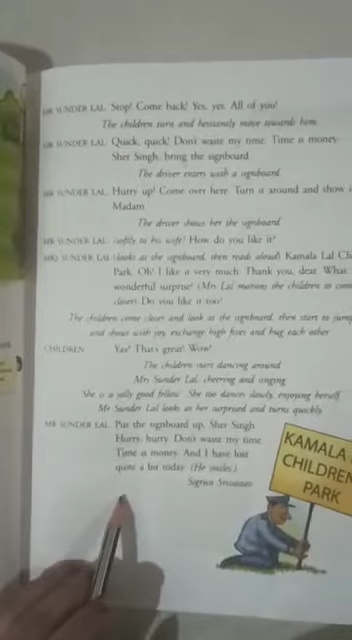 MR SUNDER LAL. Stop! Come back! Yes, yes. All of you!
The children turn and hesitantly move towards him.
MR SUNDER LAL. Quick, quick! Don't waste my time. Time is money.
Sher Singh, bring the signboard
The driver enters with a signboard.
MR SUNDER LAL. Hurry up! Come over here. Turn it around and show
Madam
The driver shows her the signboard
MR SUNDER LAL. (softly to his wife) How do you like it?
MRS SUNDER LAL. (looks at the signboard, then reads aloud) Kamala Lal Ch
Park. Oh! I like it very much. Thank you, dear. What
wonderful surprise! (Mrs Lal motions the children to com
closer) Do you like it too?
The children come closer and look at the signboard, then start to jump
and shout with joy, exchange high fives and hug each other
CHILDREN Yay! That's great! Wow!
The children start dancing around
Mrs Sunder Lal, cheering and singing
She is a jolly good fellow. She too dances slowly, enjoying herself
Mr Sunder Lal looks at her surprised and turns quickly.
MR SUNDER LAL. Put the signboard up, Sher Singh
Hurry, hurry. Don't waste my time
Time is money. And I have lost
quite a bit today. (He smiles)
Sigrun Srivastav
KAMALA
CHILDREN
PARK